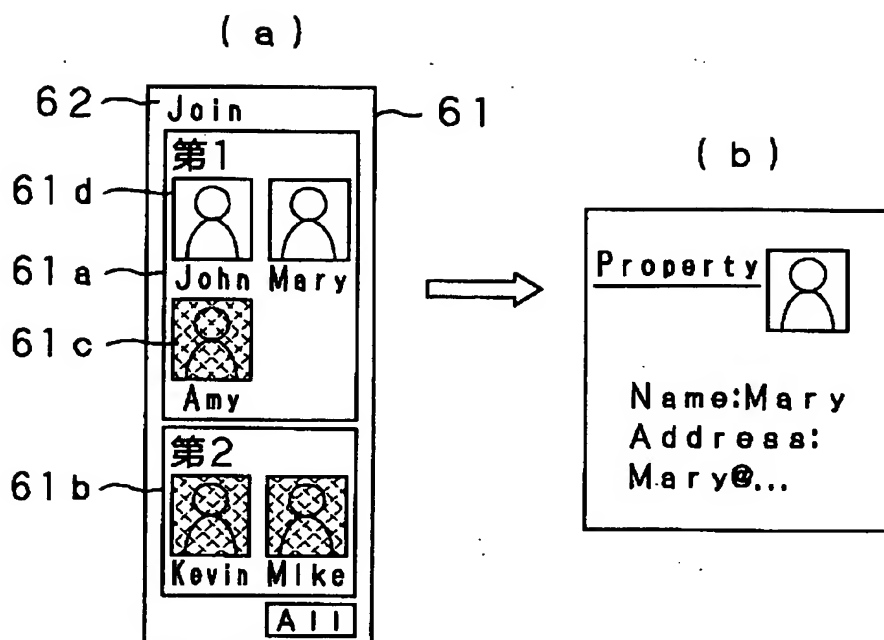 (a)
62
Join
61
第1
61d
61a
John Mary
61c
Amy
第2
61b
Kevin Mike
All
(b)
Property
Name:Mary
Address:
Mary@...